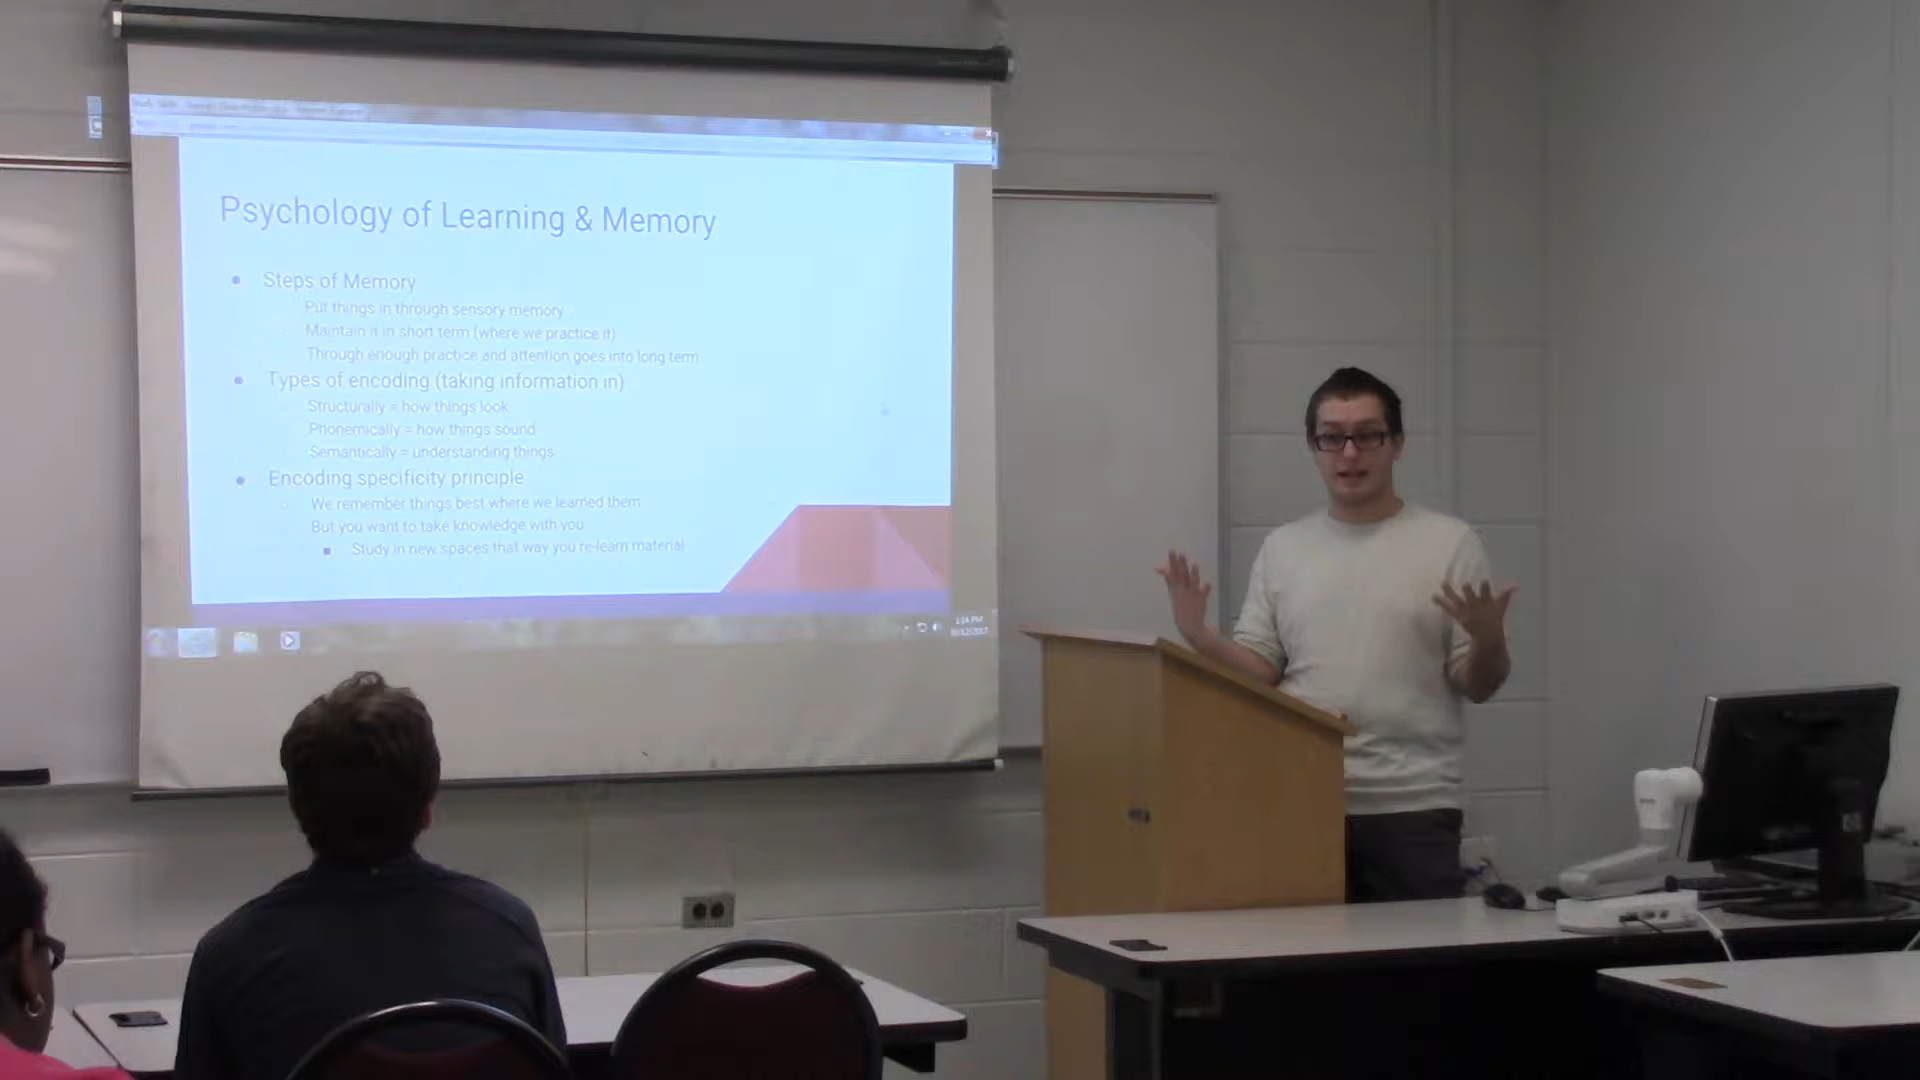 Psychology of Learning & Memory
Steps of Memory
Put things in through sensory memory
Maintain it in short term (where we practice it)
Through enough practice and attention goes into long term
Types of encoding (taking information in)
Structurally = how things look
Phonemically = how things sound
Semantically = understanding things
Encoding specificity principle
We remember things best where we learned them
But you want to take knowledge with you
Study in new spaces that way you re-learn material
hp